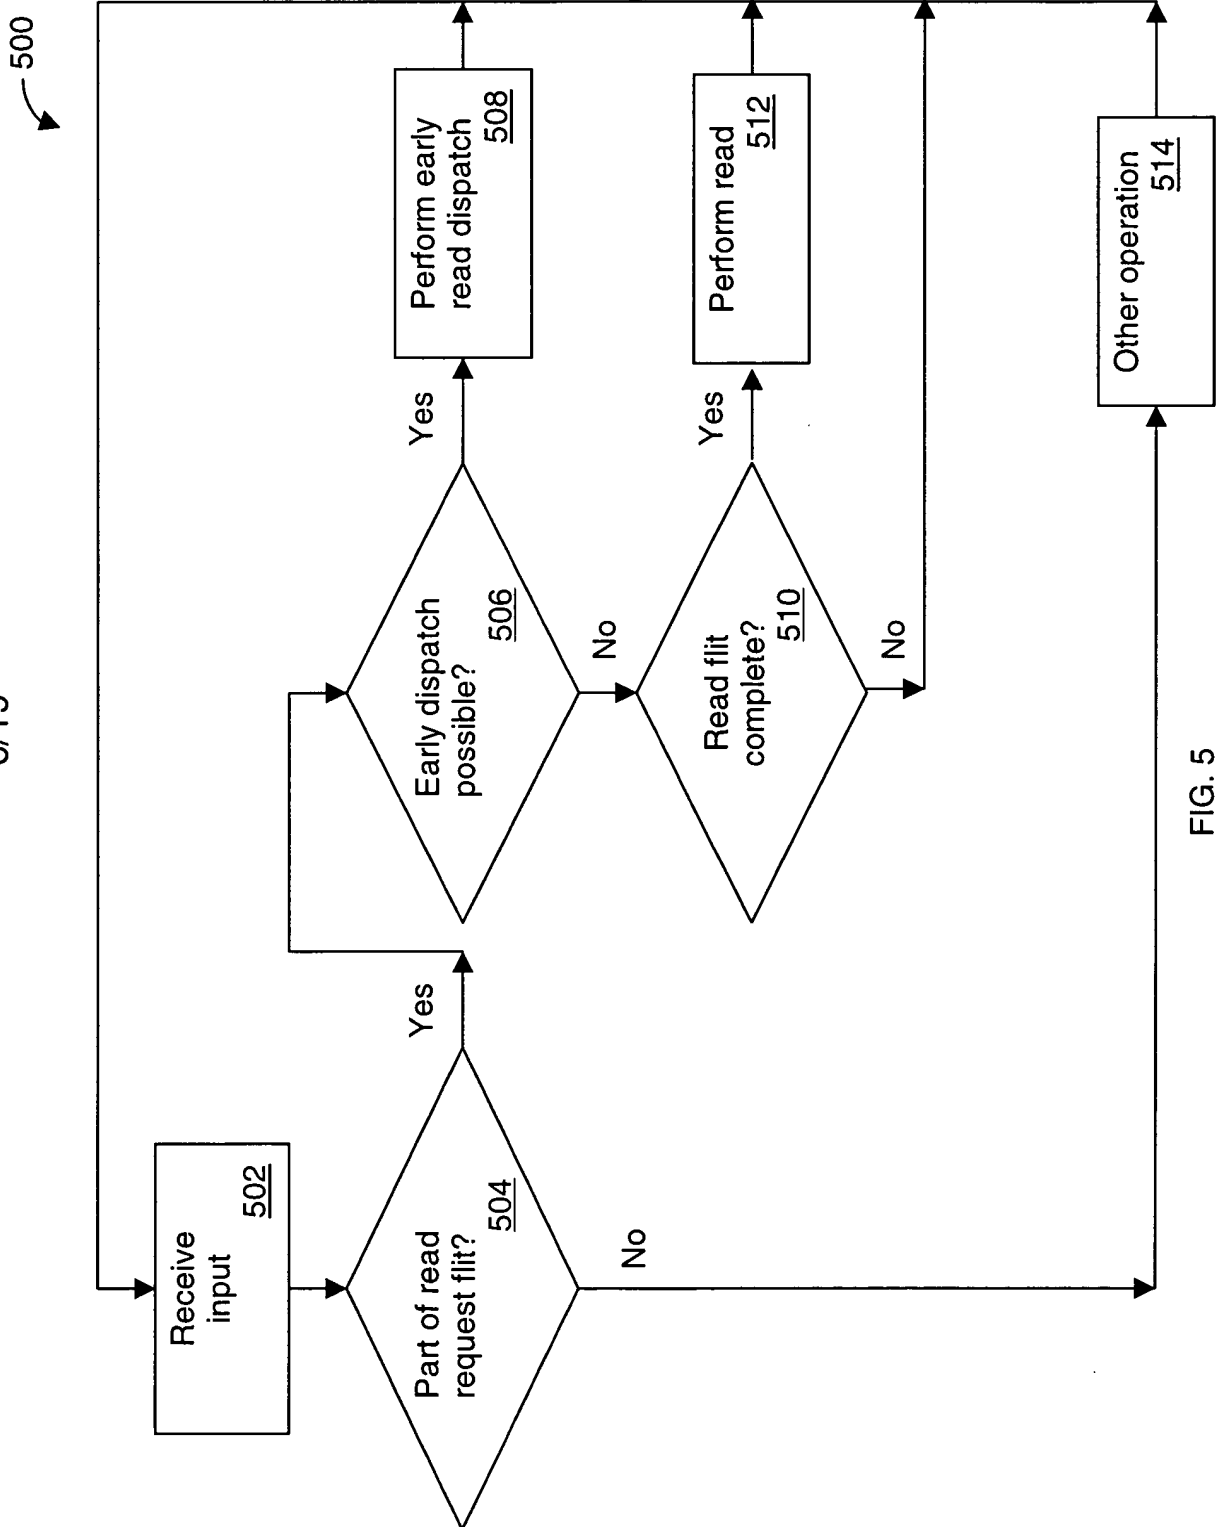 500
Receive
input
502
Part of read
request flit?
504
Yes
No
Early dispatch
possible?
506
Yes
No
Perform early
read dispatch
508
Read flit
complete?
510
Yes
No
Perform read
512
Other operation
514
FIG. 5